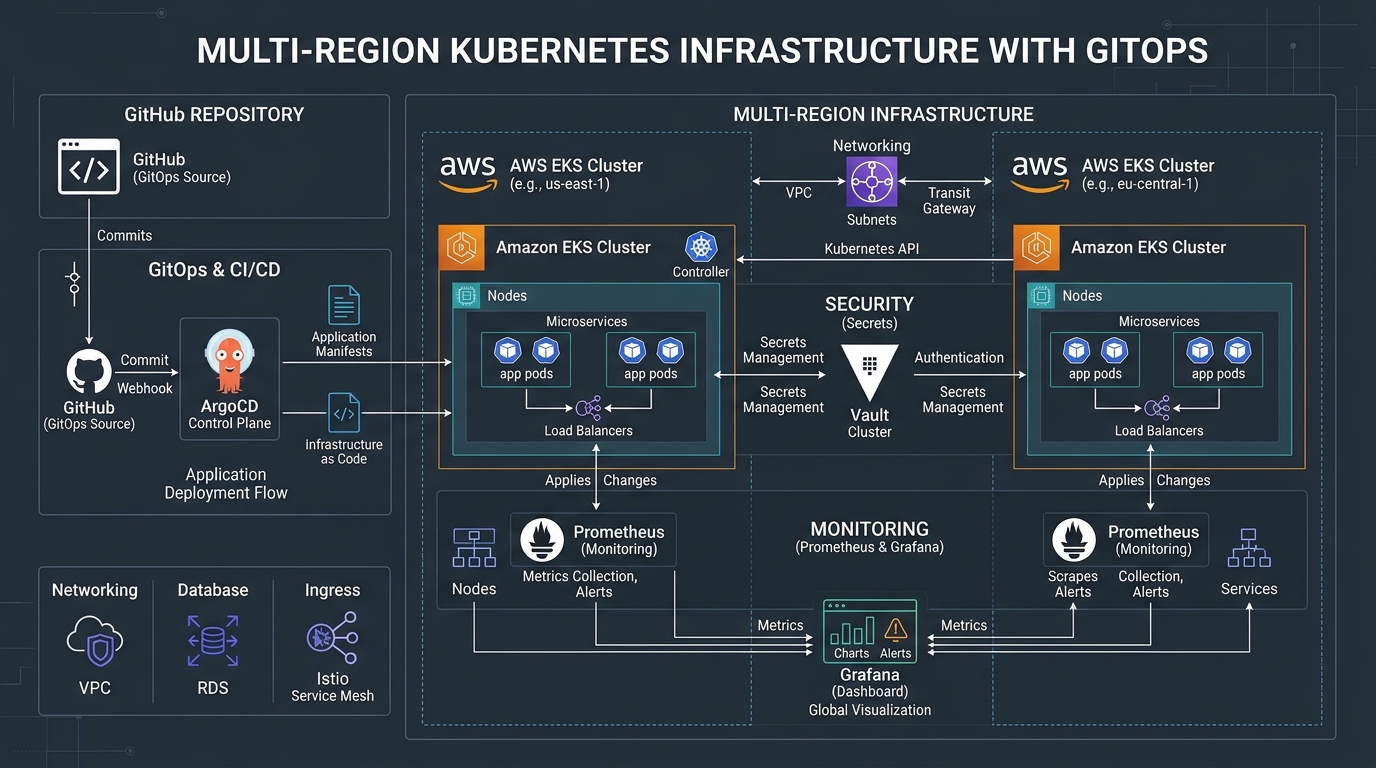 MULTI-REGION KUBERNETES INFRASTRUCTURE WITH GITOPS
GitHub REPOSITORY
GitHub
(GitOps Source)
Commits
GitOps & CI/CD
Application
Manifests
Commit
Webhook
GitHub
(GitOps Source)
ArgoCD
Control Plane
Infrastructure
as Code
Application
Deployment Flow
Networking
VPC
Database
RDS
Ingress
Istio
Service Mesh
MULTI-REGION INFRASTRUCTURE
aws
AWS EKS Cluster
(e.g., us-east-1)
Networking
VPC
Transit
Gateway
Subnets
aws
AWS EKS Cluster
(e.g., eu-central-1)
Amazon EKS Cluster
Controller
Kubernetes API
Amazon EKS Cluster
Nodes
Microservices
app pods
app pods
Load Balancers
SECURITY
(Secrets)
Secrets
Management
Secrets
Management
Authentication
Secrets
Management
Vault
Cluster
Nodes
Microservices
app pods
app pods
Load Balancers
Applies Changes
Applies Changes
MONITORING
(Prometheus & Grafana)
Prometheus
(Monitoring)
Nodes
Metrics Collection,
Alerts
Prometheus
(Monitoring)
Scrapes
Alerts
Collection,
Alerts
Services
Metrics
Metrics
Charts
Alerts
Grafana
(Dashboard)
Global Visualization